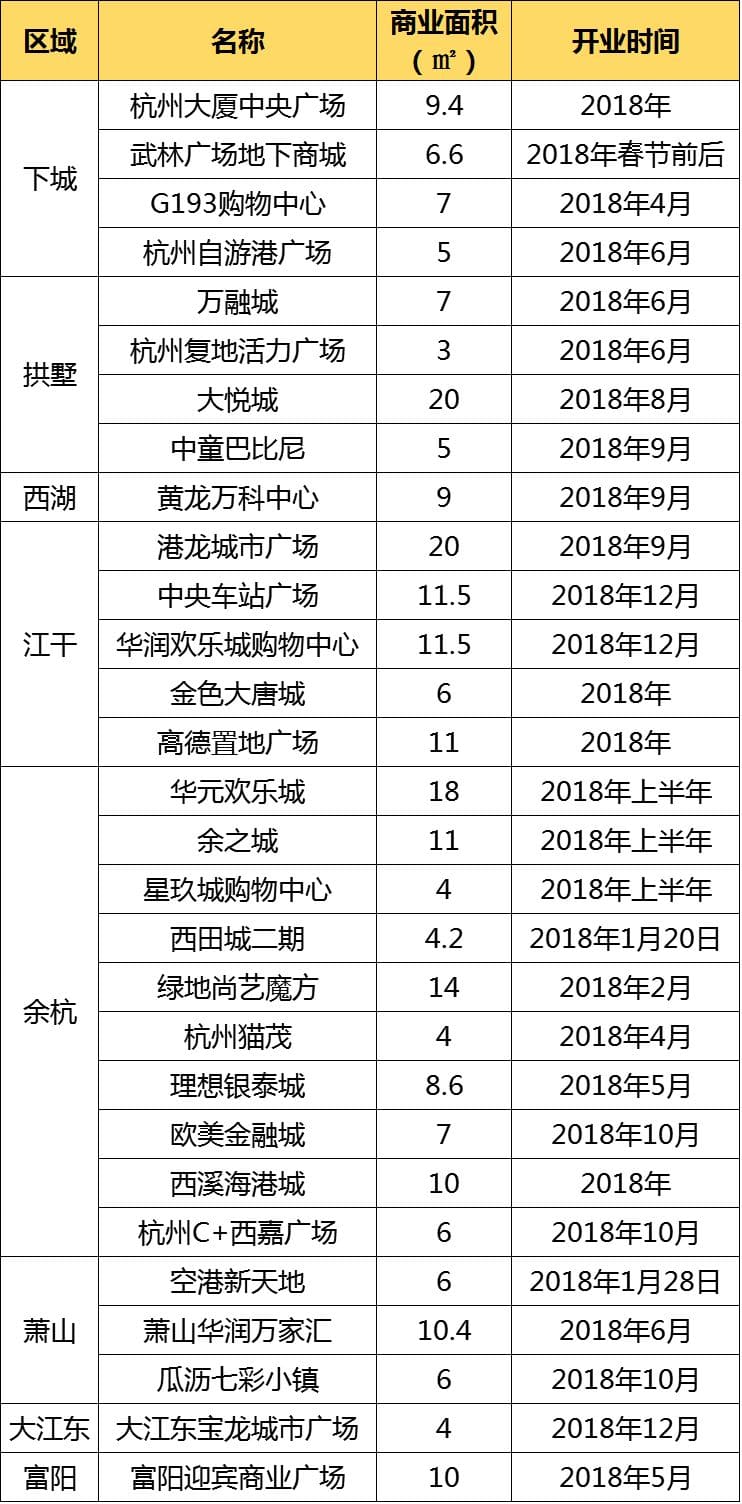 区域 名称 商业面积（㎡） 开业时间
下城 杭州大厦中央广场 9.4 2018年
武林广场地下商城 6.6 2018年春节前后
G193购物中心 7 2018年4月
杭州自游港广场 5 2018年6月
拱墅 万融城 7 2018年6月
杭州复地活力广场 3 2018年6月
大悦城 20 2018年8月
中童巴比尼 5 2018年9月
西湖 黄龙万科中心 9 2018年9月
江干 港龙城市广场 20 2018年9月
中央车站广场 11.5 2018年12月
华润欢乐城购物中心 11.5 2018年12月
金色大唐城 6 2018年
高德置地广场 11 2018年
余杭 华元欢乐城 18 2018年上半年
余之城 11 2018年上半年
星玖城购物中心 4 2018年上半年
西田城二期 4.2 2018年1月20日
绿地尚艺魔方 14 2018年2月
杭州猫茂 4 2018年4月
理想银泰城 8.6 2018年5月
欧美金融城 7 2018年10月
西溪海港城 10 2018年
杭州C+西嘉广场 6 2018年10月
萧山 空港新天地 6 2018年1月28日
萧山华润万家汇 10.4 2018年6月
瓜沥七彩小镇 6 2018年10月
大江东 大江东宝龙城市广场 4 2018年12月
富阳 富阳迎宾商业广场 10 2018年5月